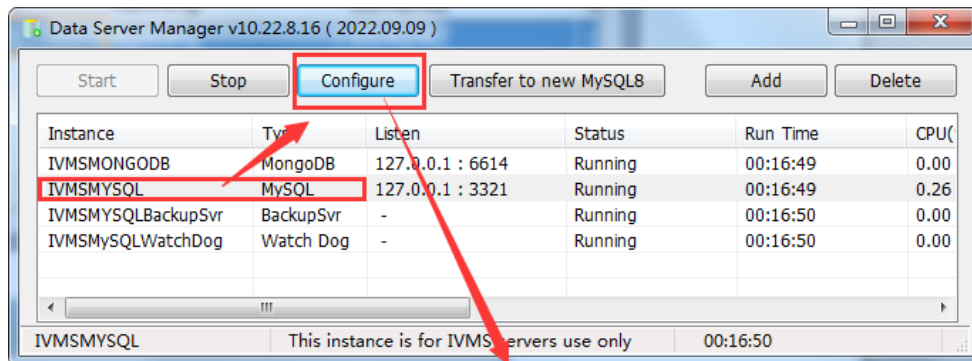 Data Server Manager v10.22.8.16 ( 2022.09.09 )
Start Stop Configure Transfer to new MySQL8 Add Delete
Instance Type Listen Status Run Time CPU(
IVMSMONGODB MongoDB 127.0.0.1 : 6614 Running 00:16:49 0.00
IVMSMYSQL MySQL 127.0.0.1 : 3321 Running 00:16:49 0.26
IVMSMYSQLBackupSvr BackupSvr - Running 00:16:50 0.00
IVMSMySQLWatchDog Watch Dog - Running 00:16:50 0.00
IVMSMYSQL This instance is for IVMS servers use only 00:16:50